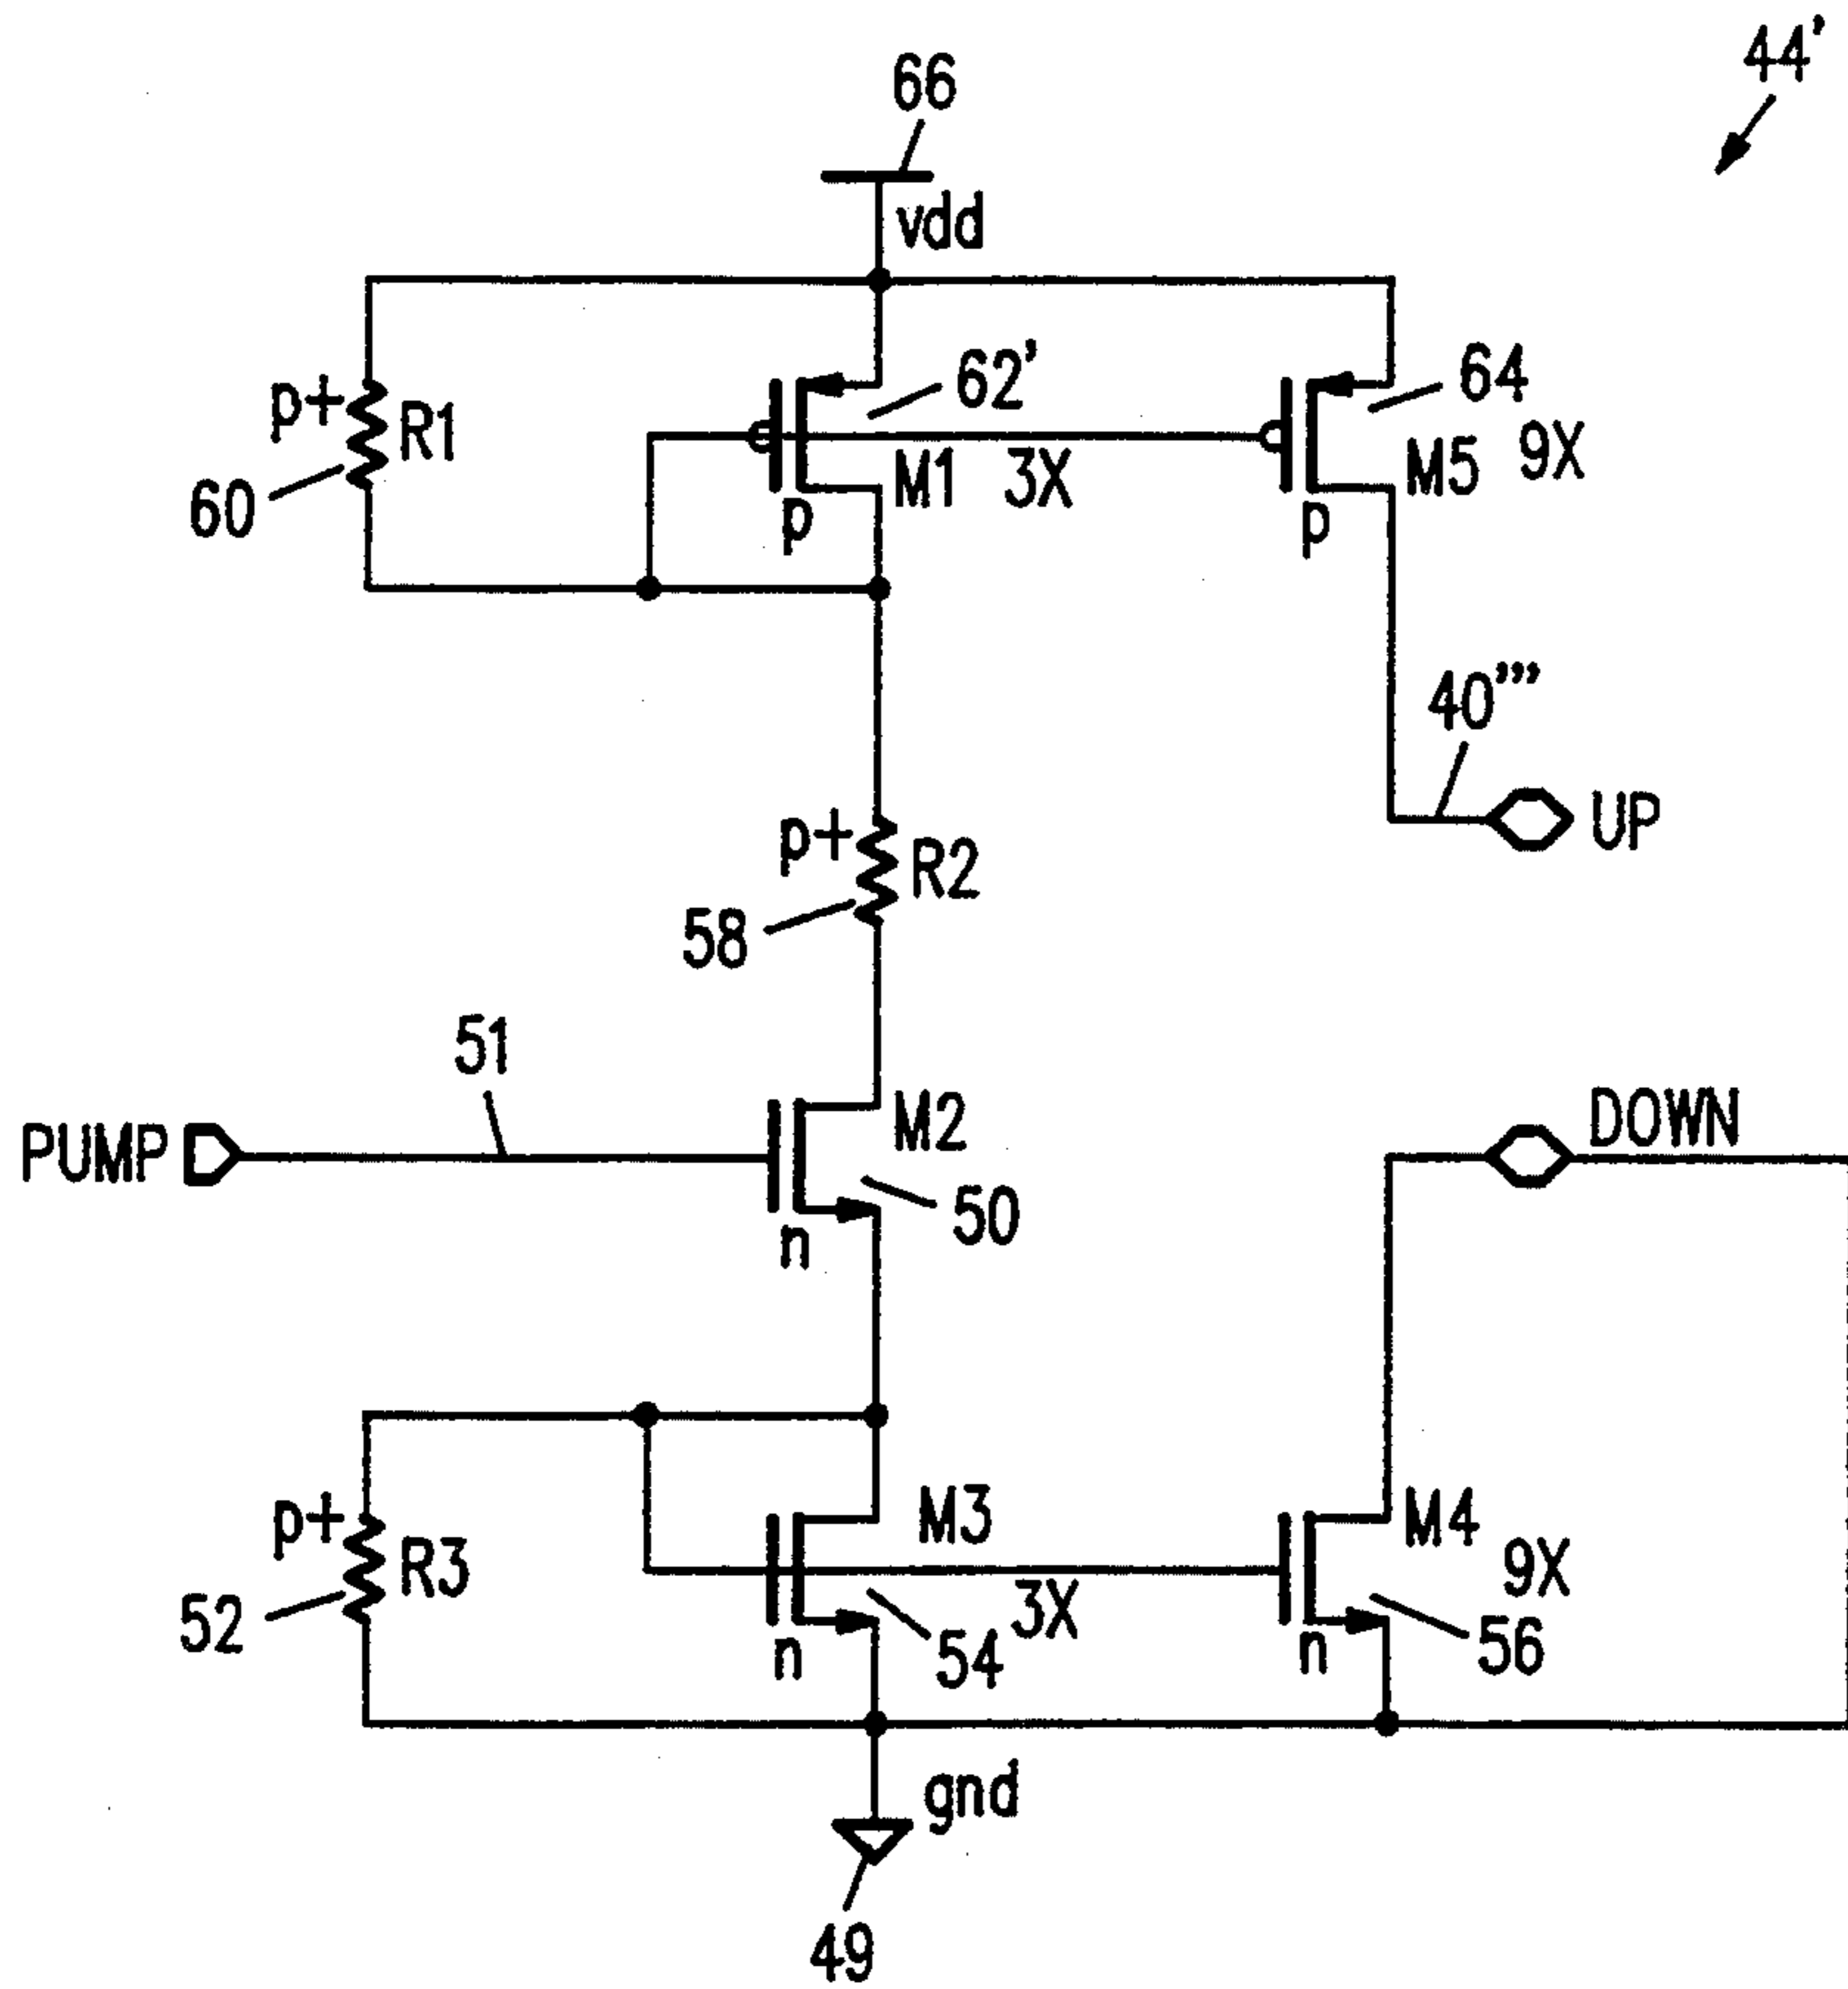 44'
66
vdd
62'
64
p+
R1
M1
3X
M5
9X
60
p
p
40'''
UP
p+
R2
58
51
PUMP
M2
DOWN
50
n
p+
R3
M3
M4
9X
52
3X
n
54
n
56
gnd
49